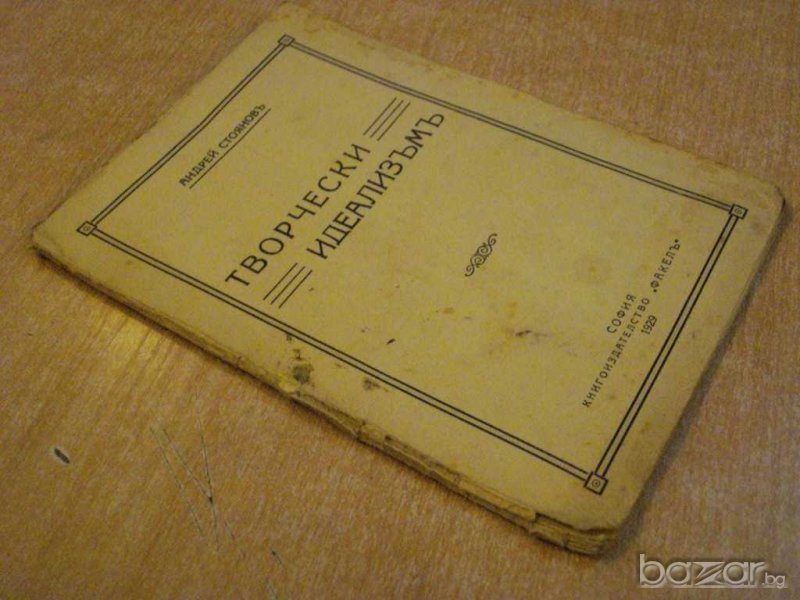 АНДРЕЙ СТОЯНОВЪ
ТВОРЧЕСКИ
ИДЕАЛИЗЪМЪ
СОФИЯ
КНИГОИЗДАТЕЛСТВО „ФАКЕЛЪ"
1929
bazar.bg